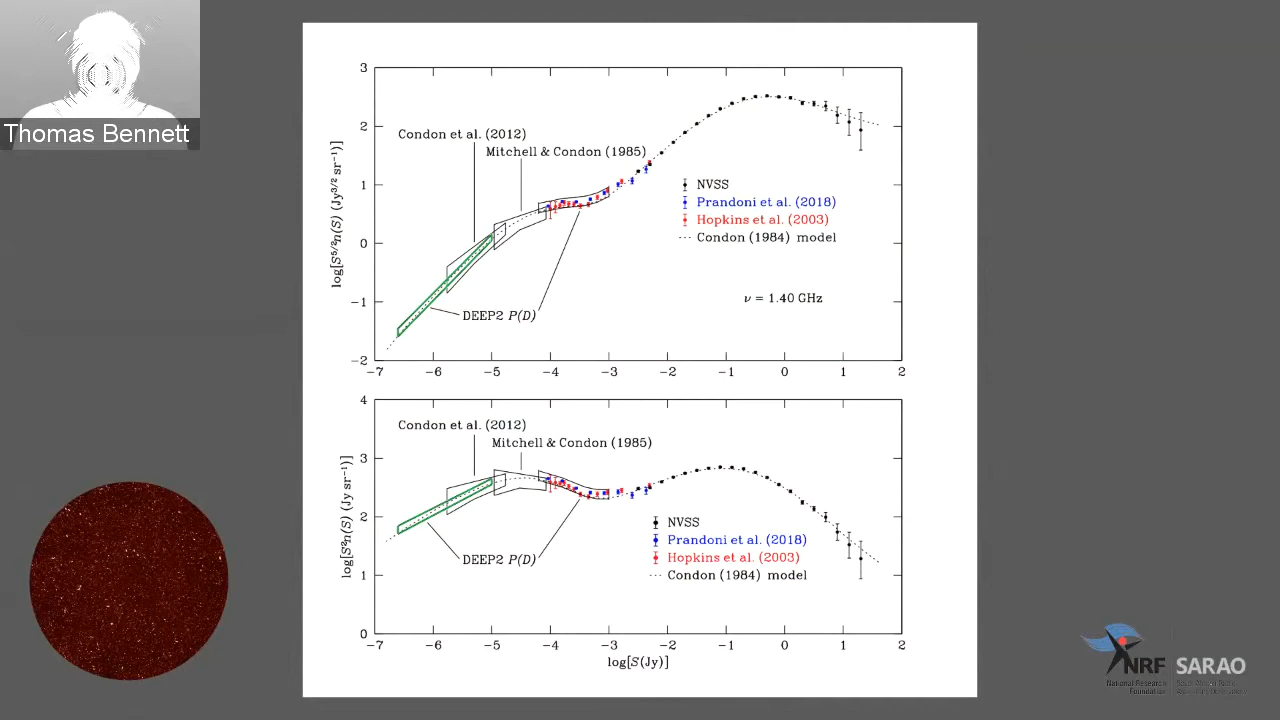 Thomas Bennett
3
2
1
0
−1
−2
log[S^5/2 n(S) (Jy^3/2 sr^−1)]
Condon et al. (2012)
Mitchell & Condon (1985)
NVSS
Prandoni et al. (2018)
Hopkins et al. (2003)
Condon (1984) model
ν = 1.40 GHz
DEEP2 P(D)
−7 −6 −5 −4 −3 −2 −1 0 1 2
4
3
2
1
0
log[S²n(S) (Jy sr^−1)]
Condon et al. (2012)
Mitchell & Condon (1985)
NVSS
Prandoni et al. (2018)
Hopkins et al. (2003)
Condon (1984) model
DEEP2 P(D)
−7 −6 −5 −4 −3 −2 −1 0 1 2
log[S(Jy)]
NRF SARAO
National Research
Foundation